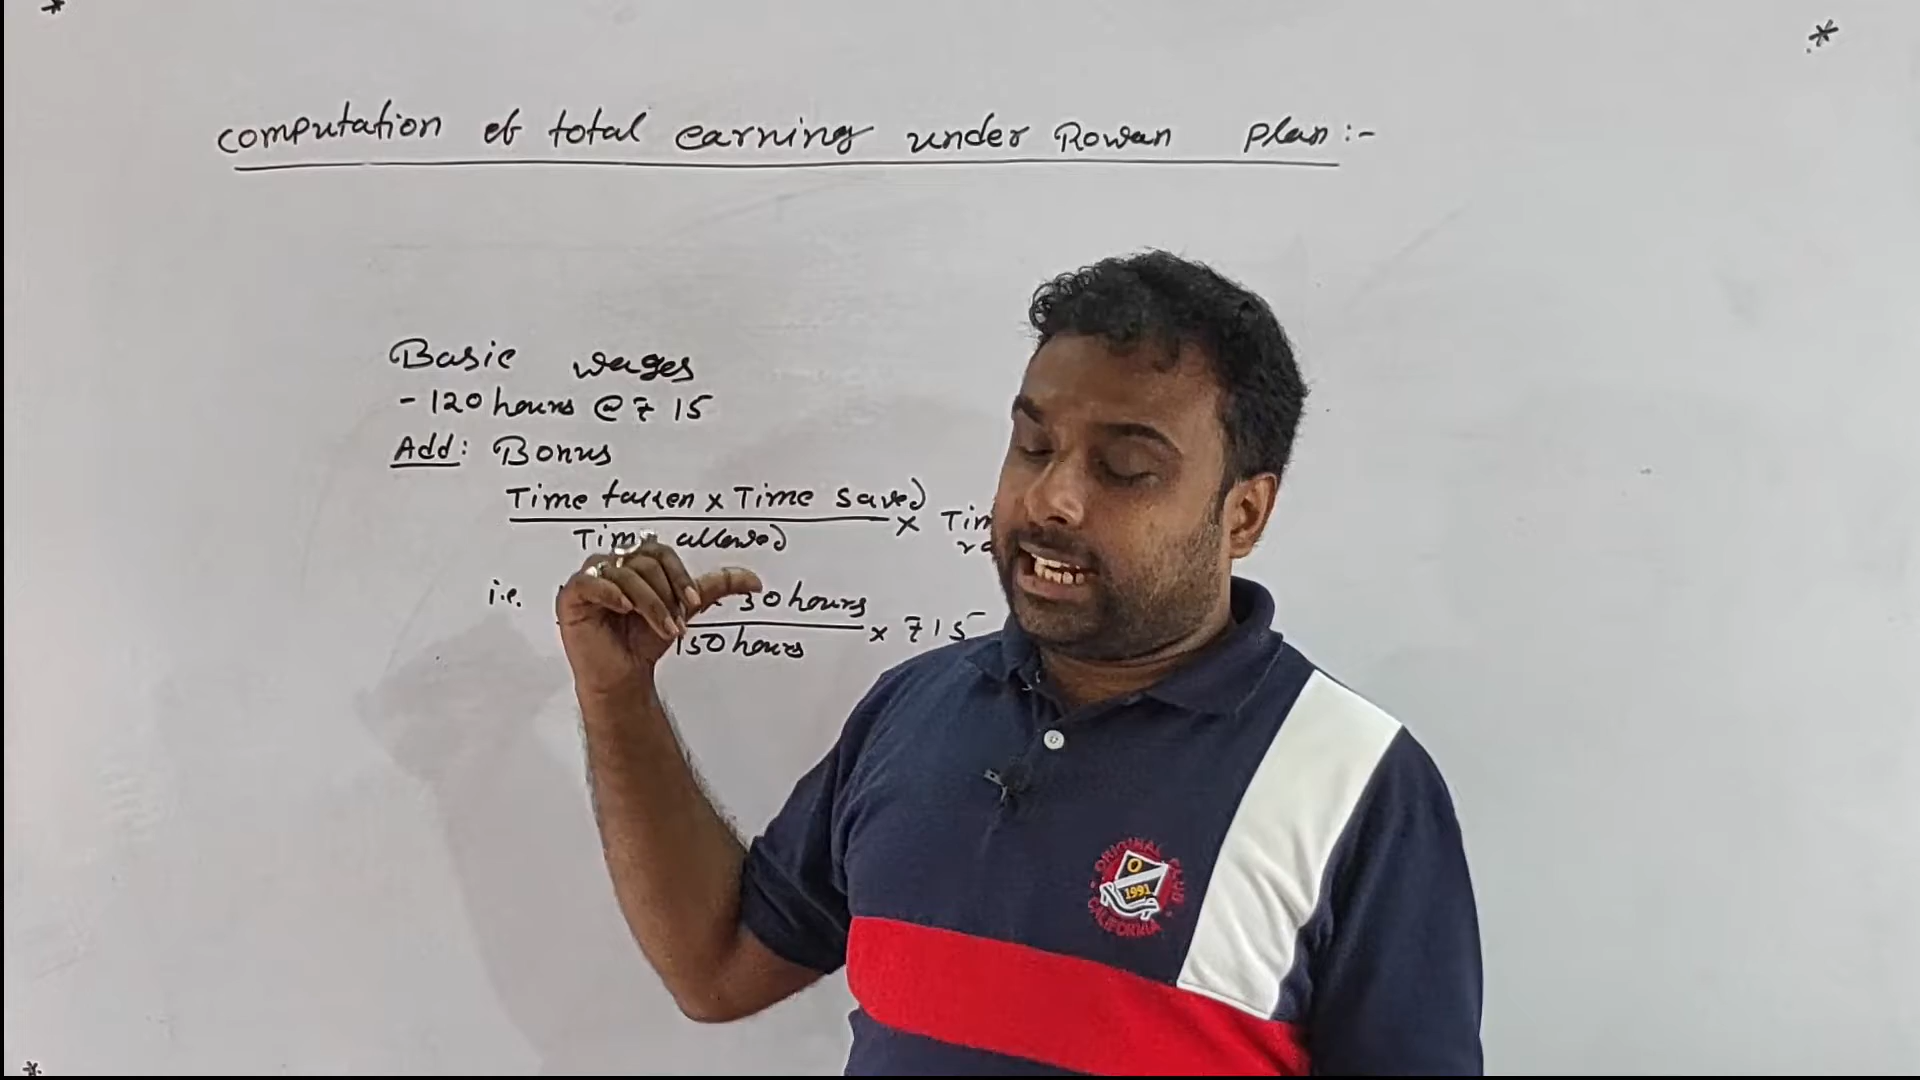 computation of total earning under Rowan plan:-
Basic wages
- 120 hours @ ₹ 15
Add: Bonus
Time taken x Time saved
x
allowed
i.e. 30 hours
150 hours x ₹15
ORIGINAL CLUB
1991
CALIFORNIA